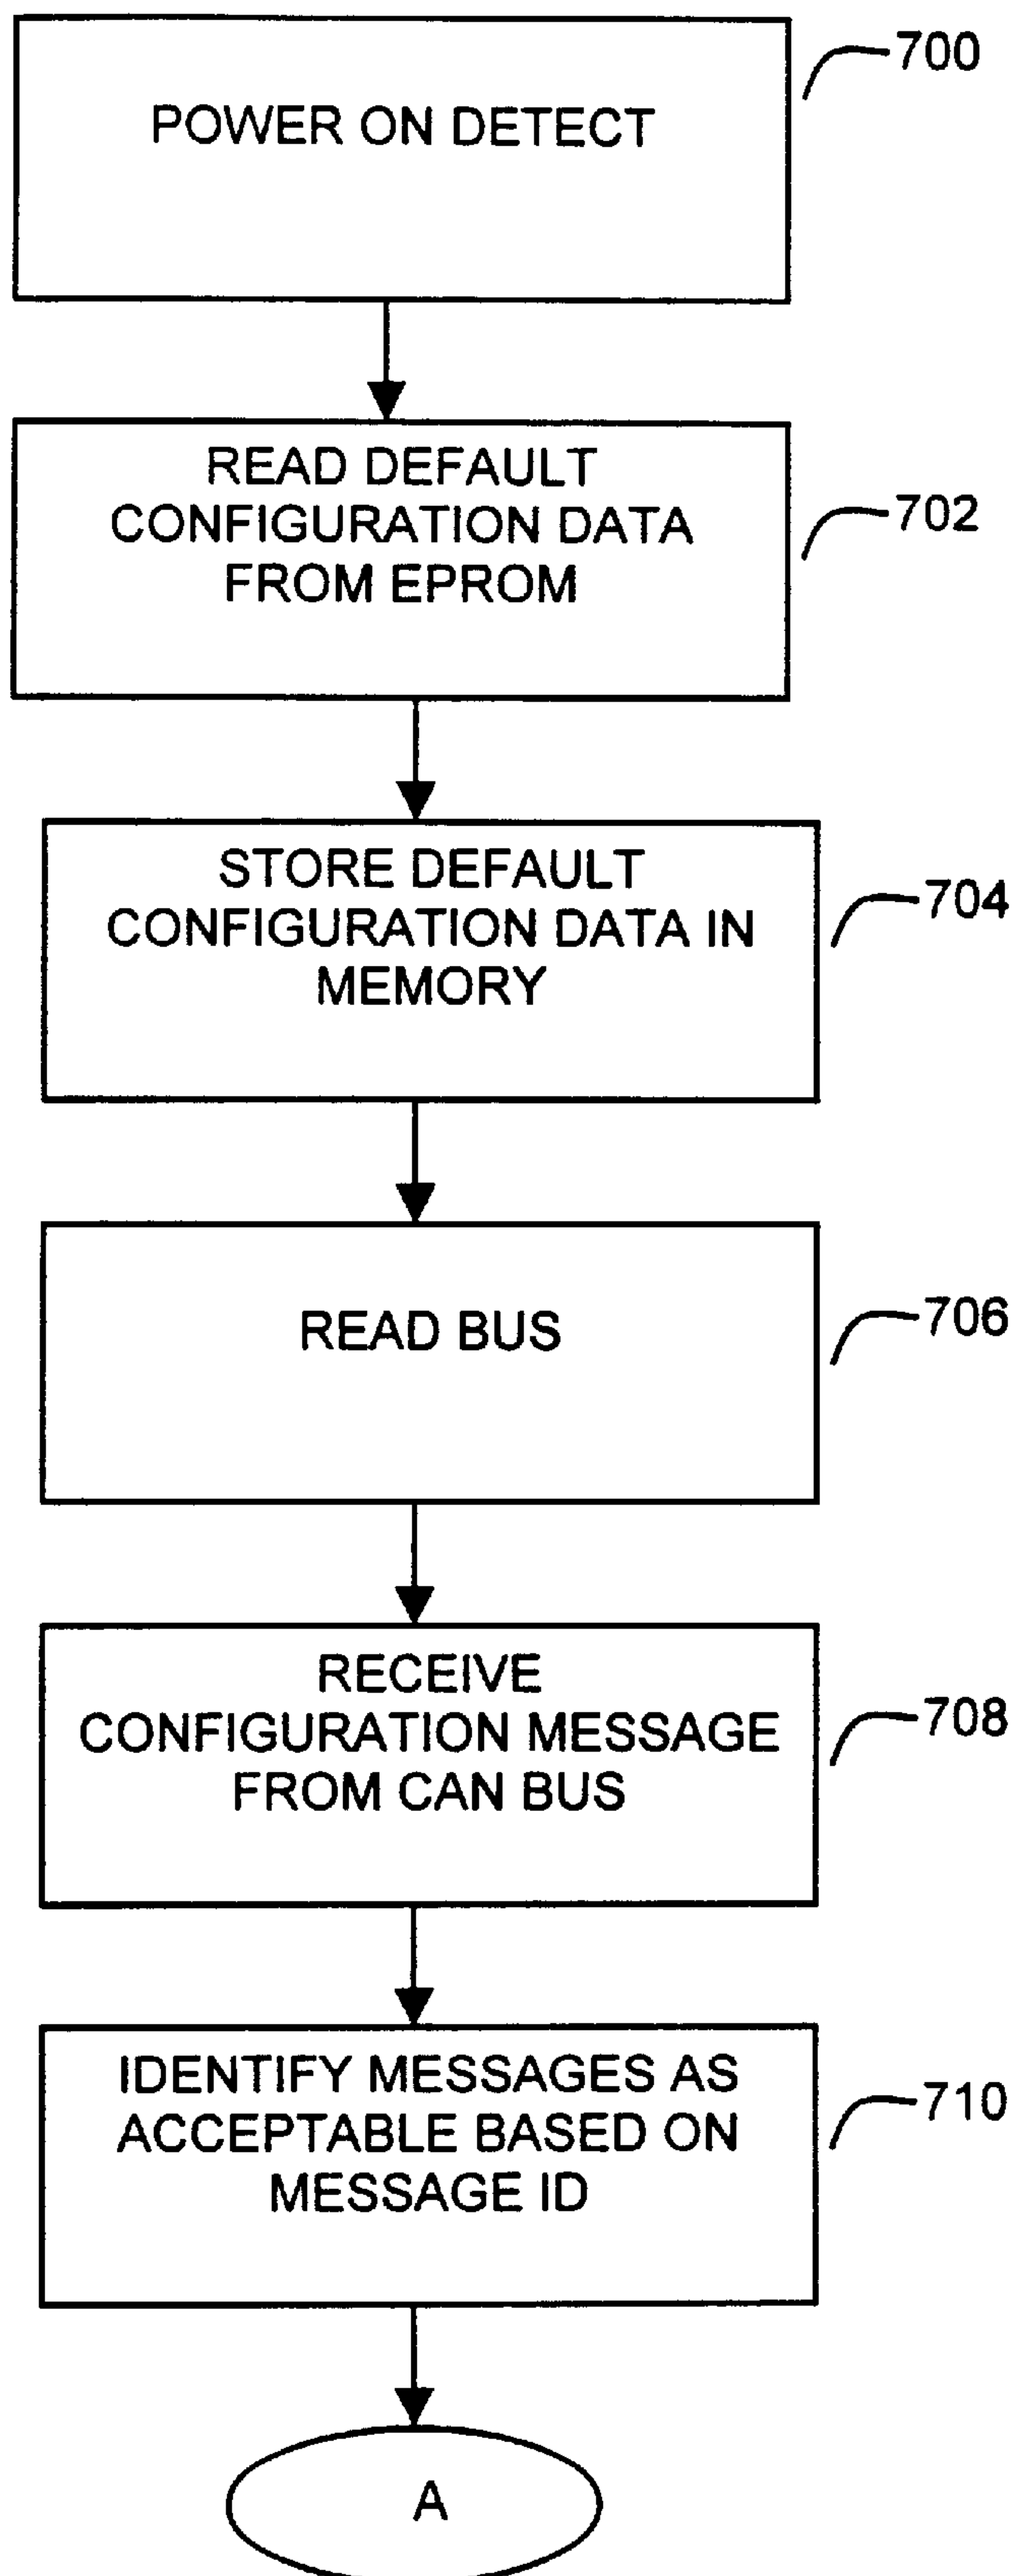 POWER ON DETECT
700
READ DEFAULT
CONFIGURATION DATA
FROM EPROM
702
STORE DEFAULT
CONFIGURATION DATA IN
MEMORY
704
READ BUS
706
RECEIVE
CONFIGURATION MESSAGE
FROM CAN BUS
708
IDENTIFY MESSAGES AS
ACCEPTABLE BASED ON
MESSAGE ID
710
A